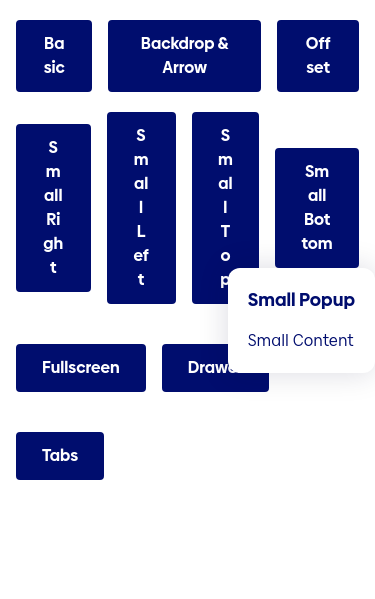 Ba
sic
Backdrop &
Arrow
Off
set
S
m
all
Ri
gh
t
S
m
al
l
L
ef
t
S
m
al
l
T
o
p
Sm
all
Bot
tom
Small Popup
Small Content
Fullscreen
Tabs